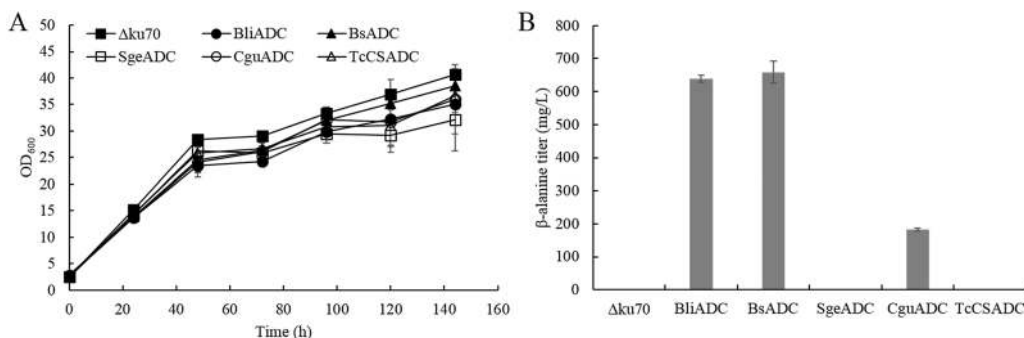 A
Δku70 BliADC BsADC
SgeADC CguADC TcCSADC
50
45
40
35
30
25
20
15
10
5
0
OD600
0 20 40 60 80 100 120 140 160
Time (h)
B
800
700
600
500
400
300
200
100
0
β-alanine titer (mg/L)
Δku70 BliADC BsADC SgeADC CguADC TcCSADC